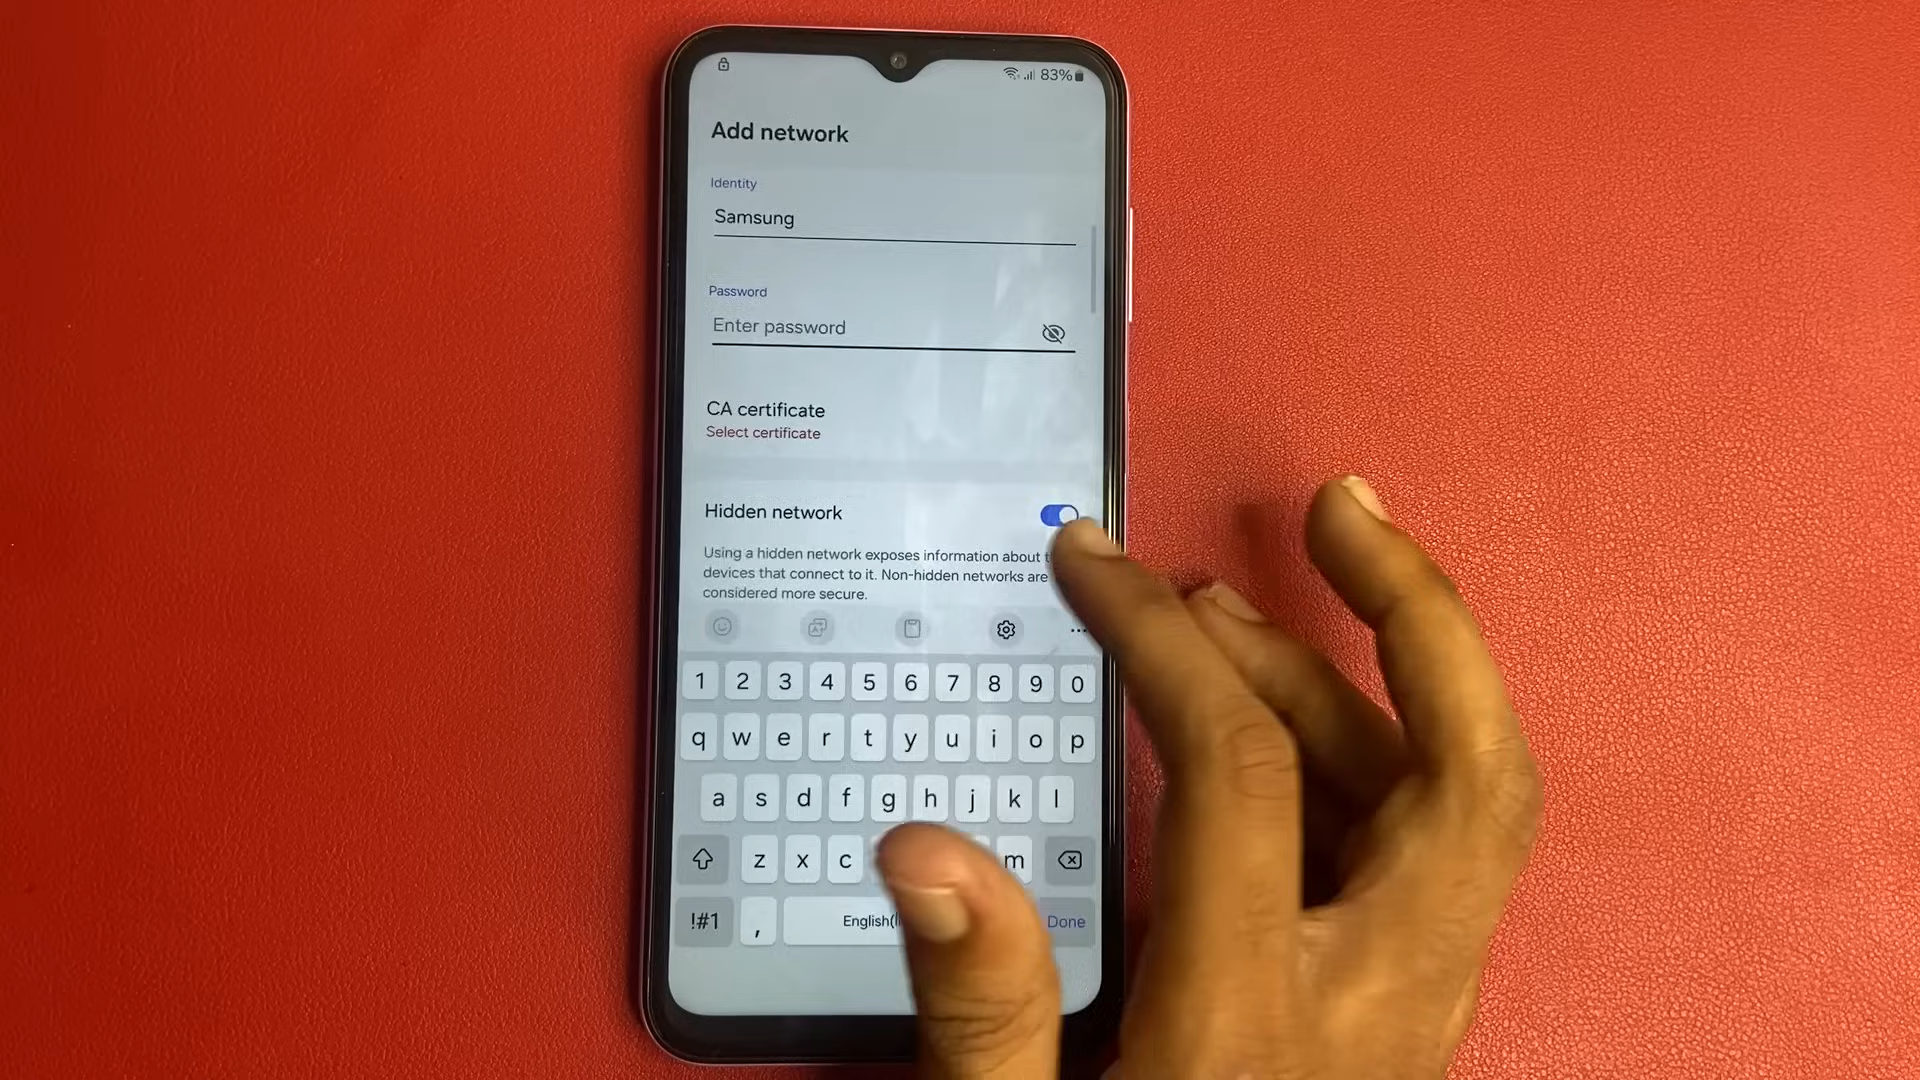 83%
Add network
Identity
Samsung
Password
Enter password
CA certificate
Select certificate
Hidden network
Using a hidden network exposes information about
devices that connect to it. Non-hidden networks are
considered more secure.
1 2 3 4 5 6 7 8 9 0
q w e r t y u i o p
a s d f g h j k l
z x c m
!#1 , English( Done